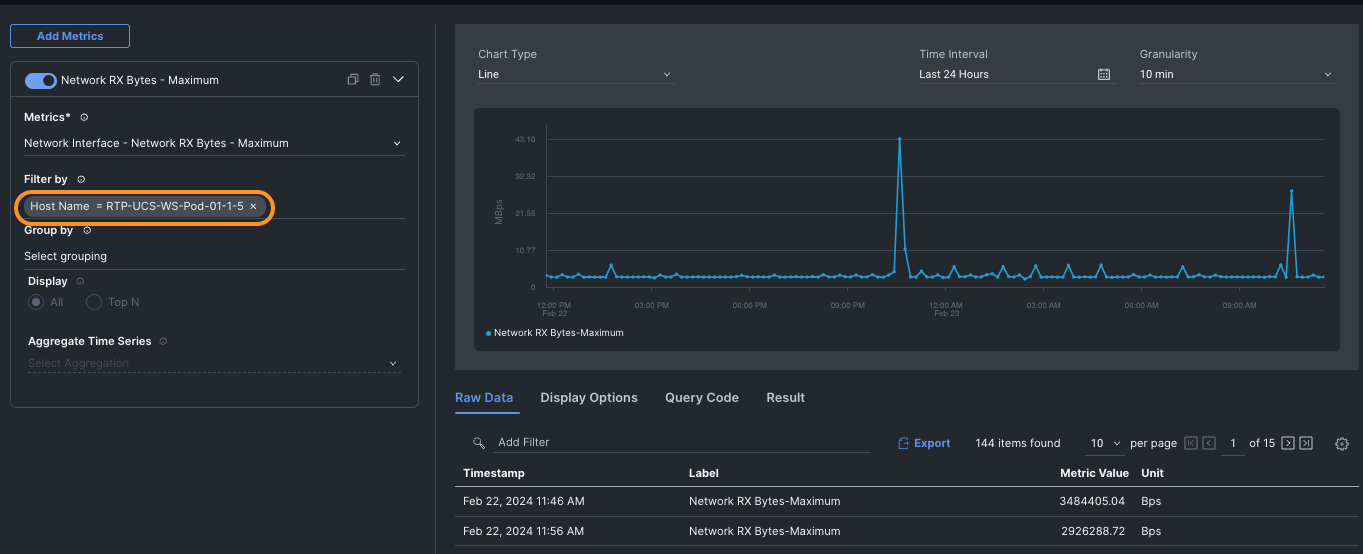 Add Metrics
Network RX Bytes - Maximum
Metrics*
Network Interface - Network RX Bytes - Maximum
Filter by
Host Name = RTP-UCS-WS-Pod-01-1-5 ×
Group by
Select grouping
Display
All Top N
Aggregate Time Series
Select Aggregation
Chart Type
Line
Time Interval
Last 24 Hours
Granularity
10 min
MBps
43.10
32.32
21.55
10.77
0
12:00 PM 03:00 PM 06:00 PM 09:00 PM 12:00 AM 03:00 AM 06:00 AM 09:00 AM
Feb 22 Feb 23
Network RX Bytes-Maximum
Raw Data Display Options Query Code Result
Add Filter Export 144 items found 10 per page 1 of 15
Timestamp Label Metric Value Unit
Feb 22, 2024 11:46 AM Network RX Bytes-Maximum 3484405.04 Bps
Feb 22, 2024 11:56 AM Network RX Bytes-Maximum 2926288.72 Bps